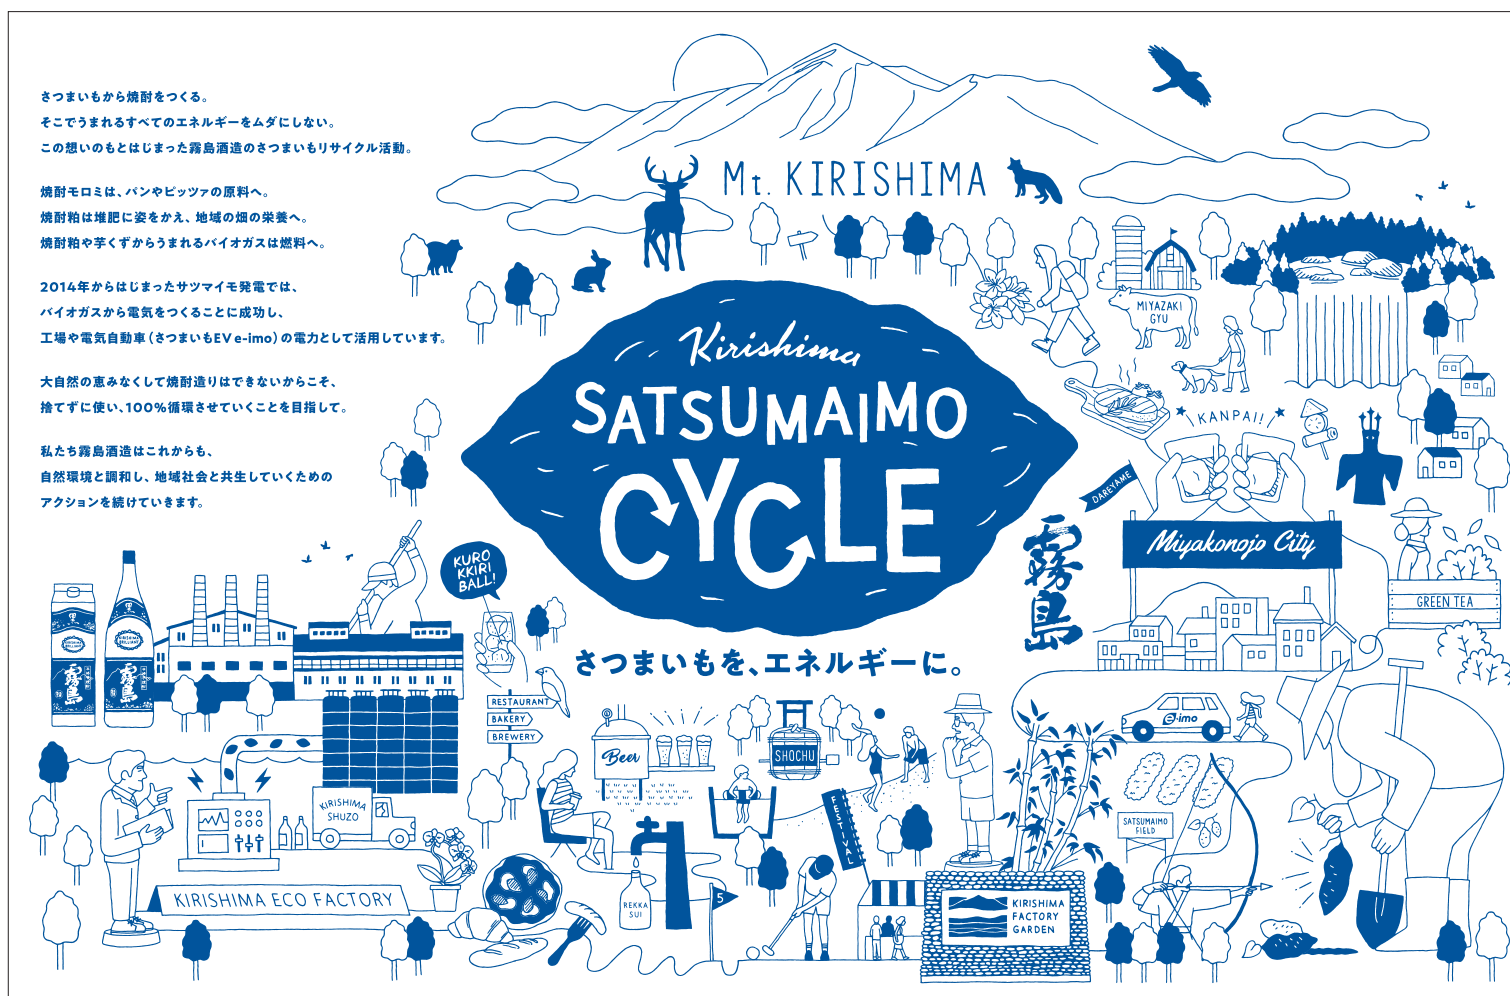 さつまいもから焼酎をつくる。
そこでうまれるすべてのエネルギーをムダにしない。
この想いのもとはじまった霧島酒造のさつまいもリサイクル活動。
焼酎モロミは、パンやピッツァの原料へ。
焼酎粕は堆肥に姿をかえ、地域の畑の栄養へ。
焼酎粕や芋くずからうまれるバイオガスは燃料へ。
2014年からはじまったサツマイモ発電では、
バイオガスから電気をつくることに成功し、
工場や電気自動車（さつまいもEV e-imo）の電力として活用しています。
大自然の恵みなくして焼酎造りはできないからこそ、
捨てずに使い、100%循環させていくことを目指して。
私たち霧島酒造はこれからも、
自然環境と調和し、地域社会と共生していくための
アクションを続けていきます。
Mt. KIRISHIMA
MIYAZAKI
GYU
Kirishima
SATSUMAIMO
CYCLE
さつまいもを、エネルギーに。
KANPAI!
DAREYAME
霧島
Miyakonojo City
GREEN TEA
KURO
KKIRI
BALL!
霧島
霧島
RESTAURANT
BAKERY
BREWERY
Beer
SHOCHU
e-imo
FESTIVAL
SATSUMAIMO
FIELD
KIRISHIMA
SHUZO
KIRISHIMA ECO FACTORY
REKKA
SUI
5
KIRISHIMA
FACTORY
GARDEN